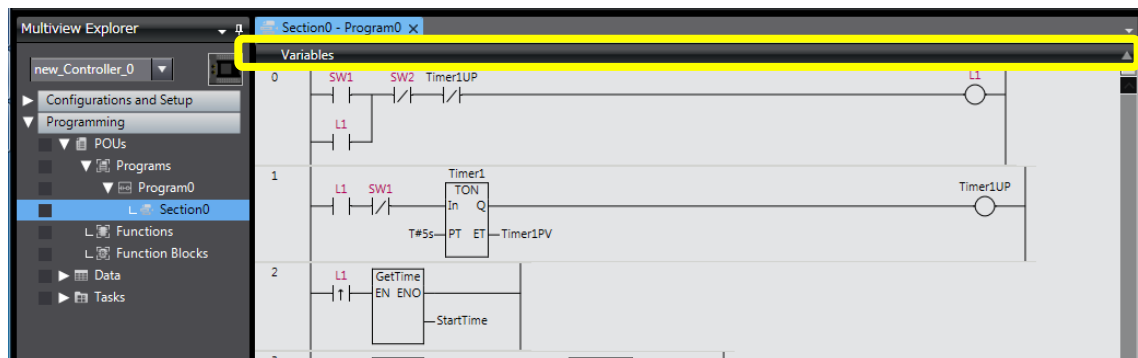 Multiview Explorer
new_Controller_0
Configurations and Setup
Programming
POUs
Programs
Program0
Section0
Functions
Function Blocks
Data
Tasks
Section0 - Program0
Variables
0
SW1 SW2 Timer1UP L1
L1
1
Timer1
L1 SW1 TON Timer1UP
In Q
T#5s PT ET Timer1PV
2
L1 GetTime
EN ENO
StartTime